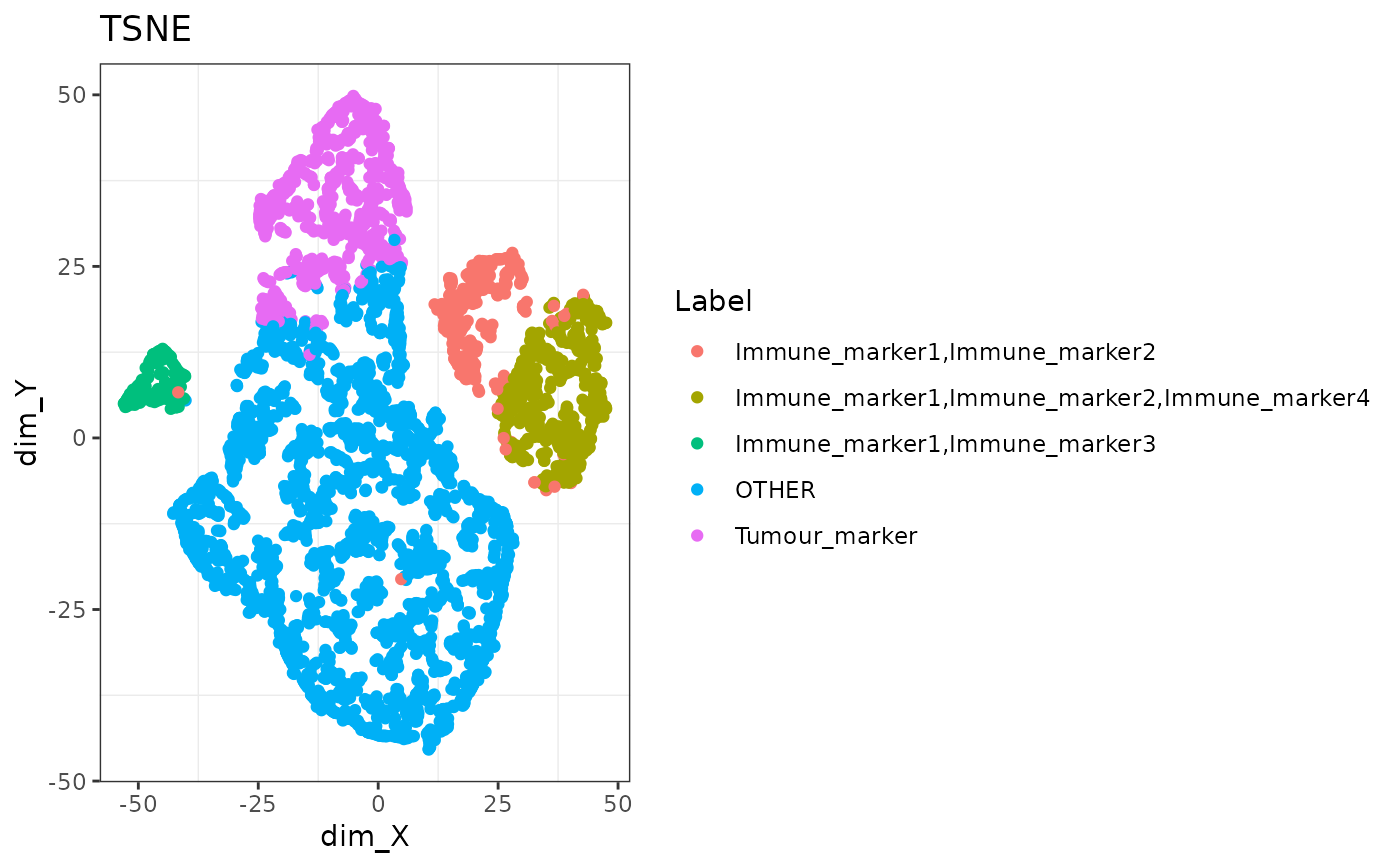 TSNE
50
25
0
-25
-50
dim_Y
-50
-25
0
25
50
dim_X
Label
Immune_marker1,Immune_marker2
Immune_marker1,Immune_marker2,Immune_marker4
Immune_marker1,Immune_marker3
OTHER
Tumour_marker